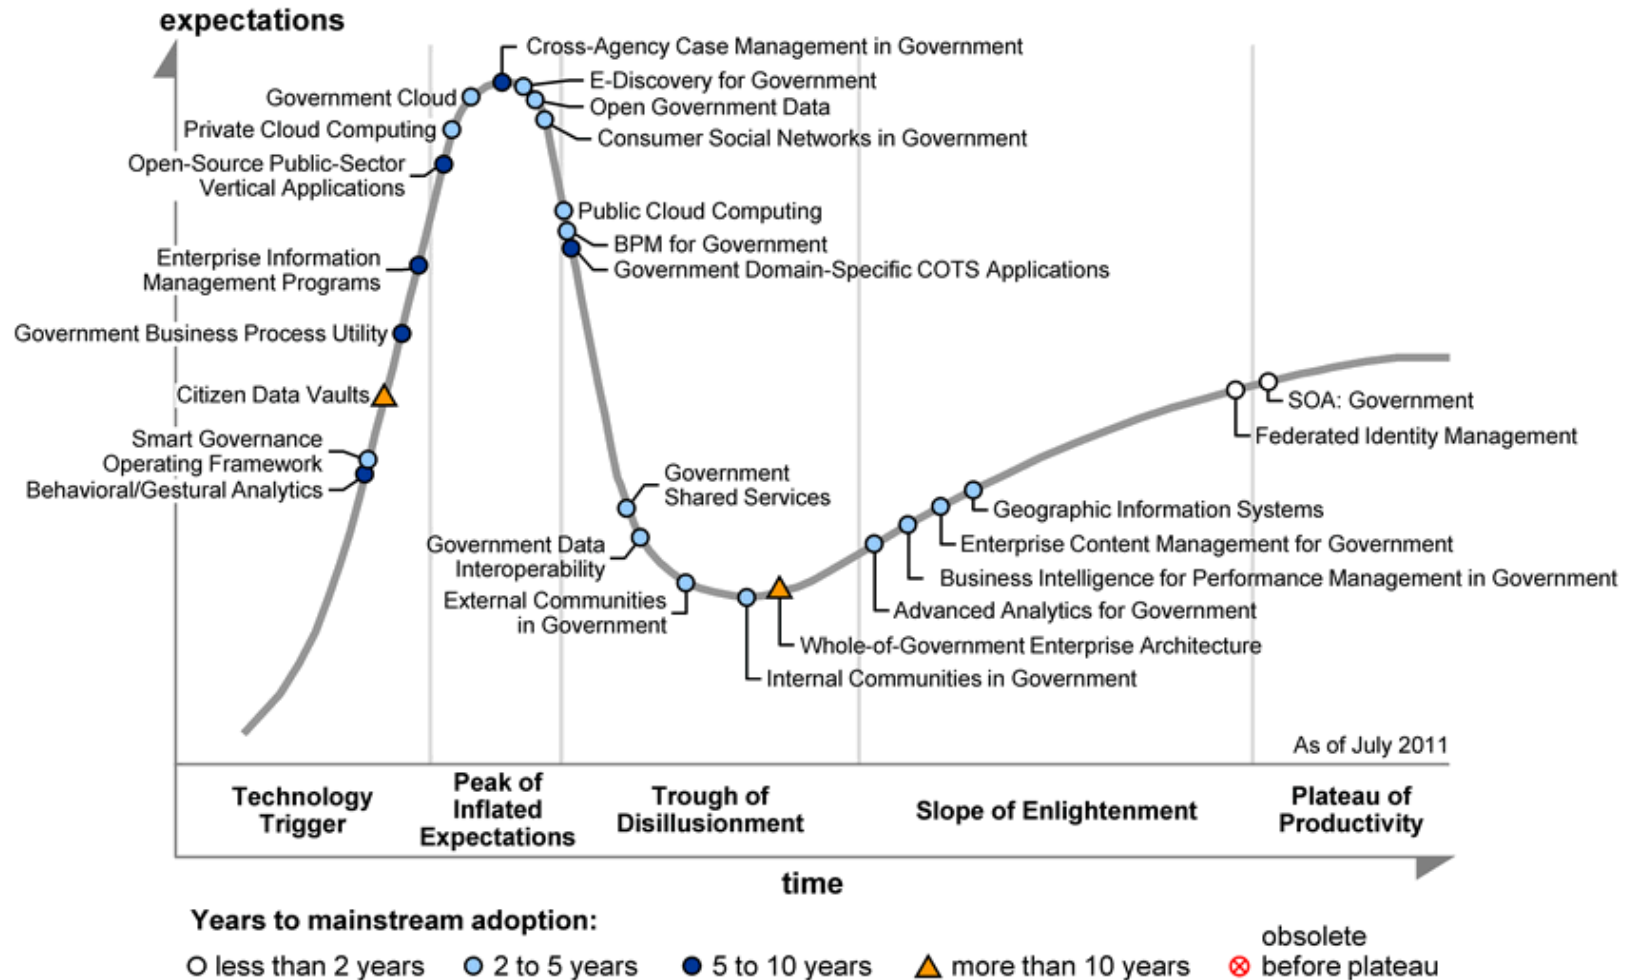 expectations
Cross-Agency Case Management in Government
E-Discovery for Government
Government Cloud
Open Government Data
Private Cloud Computing
Consumer Social Networks in Government
Open-Source Public-Sector
Vertical Applications
Public Cloud Computing
BPM for Government
Enterprise Information
Management Programs
Government Domain-Specific COTS Applications
Government Business Process Utility
Citizen Data Vaults
SOA: Government
Smart Governance
Operating Framework
Federated Identity Management
Behavioral/Gestural Analytics
Government
Shared Services
Geographic Information Systems
Government Data
Interoperability
Enterprise Content Management for Government
Business Intelligence for Performance Management in Government
External Communities
in Government
Advanced Analytics for Government
Whole-of-Government Enterprise Architecture
Internal Communities in Government
As of July 2011
Technology
Trigger
Peak of
Inflated
Expectations
Trough of
Disillusionment
Slope of Enlightenment
Plateau of
Productivity
time
Years to mainstream adoption:
less than 2 years
2 to 5 years
5 to 10 years
more than 10 years
obsolete
before plateau